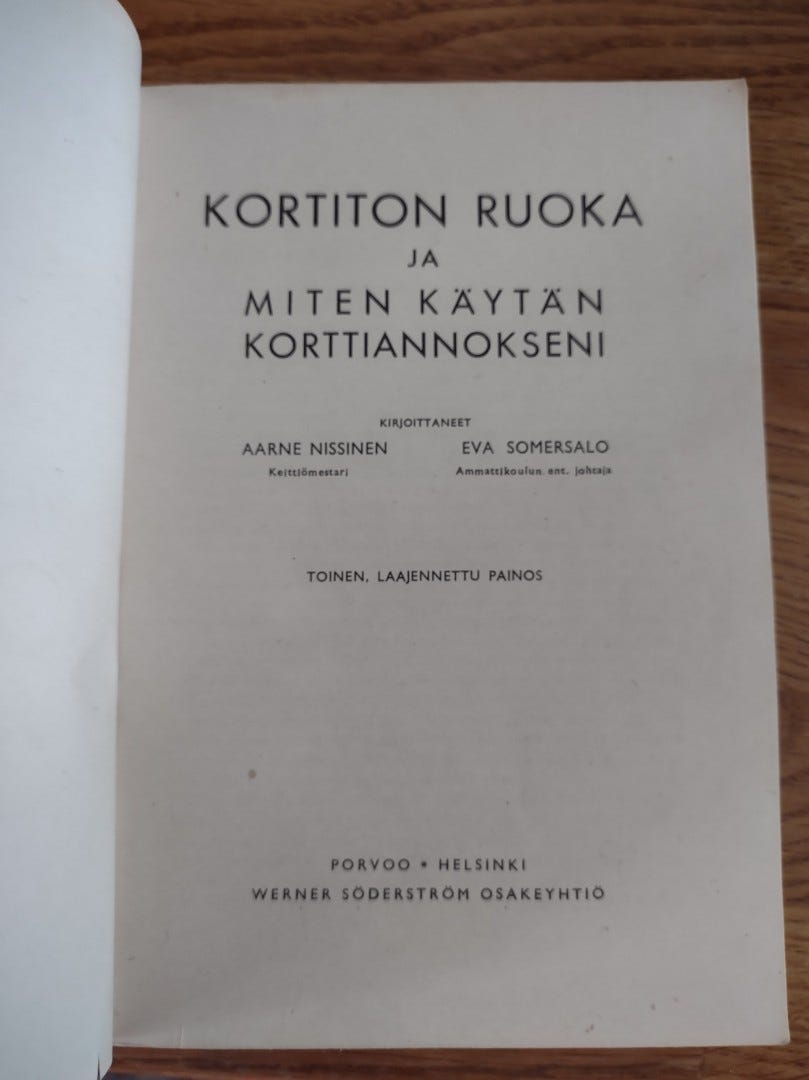 KORTITON RUOKA
JA
MITEN KÄYTÄN
KORTTIANNOKSENI
KIRJOITTANEET
AARNE NISSINEN EVA SOMERSALO
Keittiömestari Ammattikoulun ent. johtaja
TOINEN, LAAJENNETTU PAINOS
PORVOO • HELSINKI
WERNER SÖDERSTRÖM OSAKEYHTIÖ